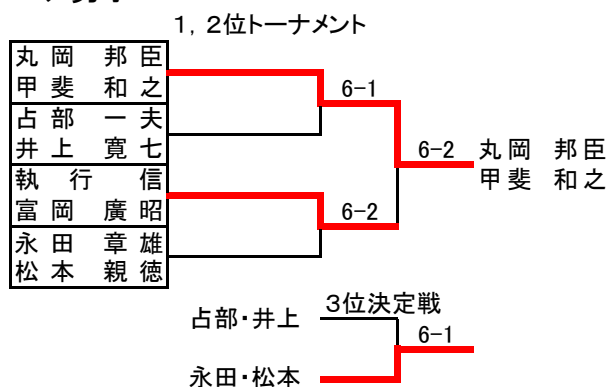 1，2位トーナメント
丸岡 邦臣
甲斐 和之
6-1
占部 一夫
井上 寛七
6-2 丸岡 邦臣
甲斐 和之
執行 信
富岡 廣昭
6-2
永田 章雄
松本 親徳
3位決定戦
占部・井上
6-1
永田・松本